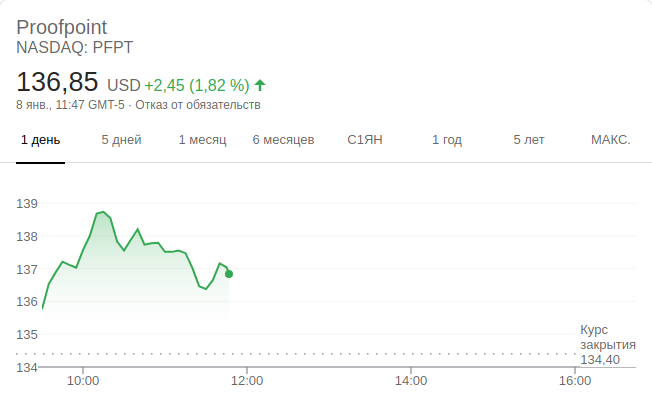 Proofpoint
NASDAQ: PFPT
136,85 USD +2,45 (1,82 %)
8 янв., 11:47 GMT-5 · Отказ от обязательств
1 день 5 дней 1 месяц 6 месяцев С1ЯН 1 год 5 лет МАКС.
139
138
137
136
135
Курс
закрытия
134,40
134
10:00 12:00 14:00 16:00